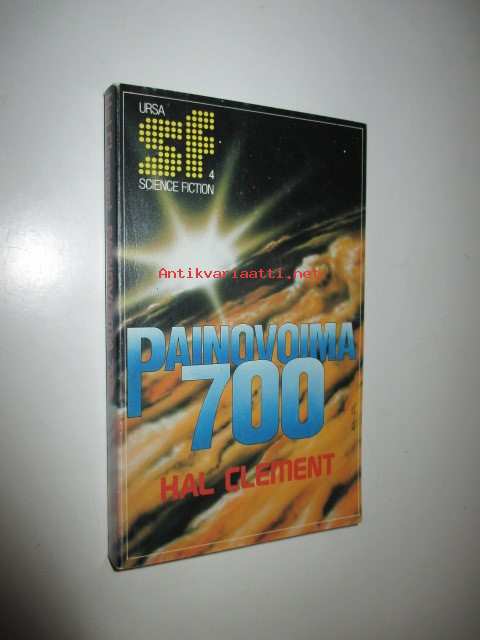 URSA
sf 4
SCIENCE FICTION
Antikvariaatti.net
PAINOVOIMA
700
HAL CLEMENT